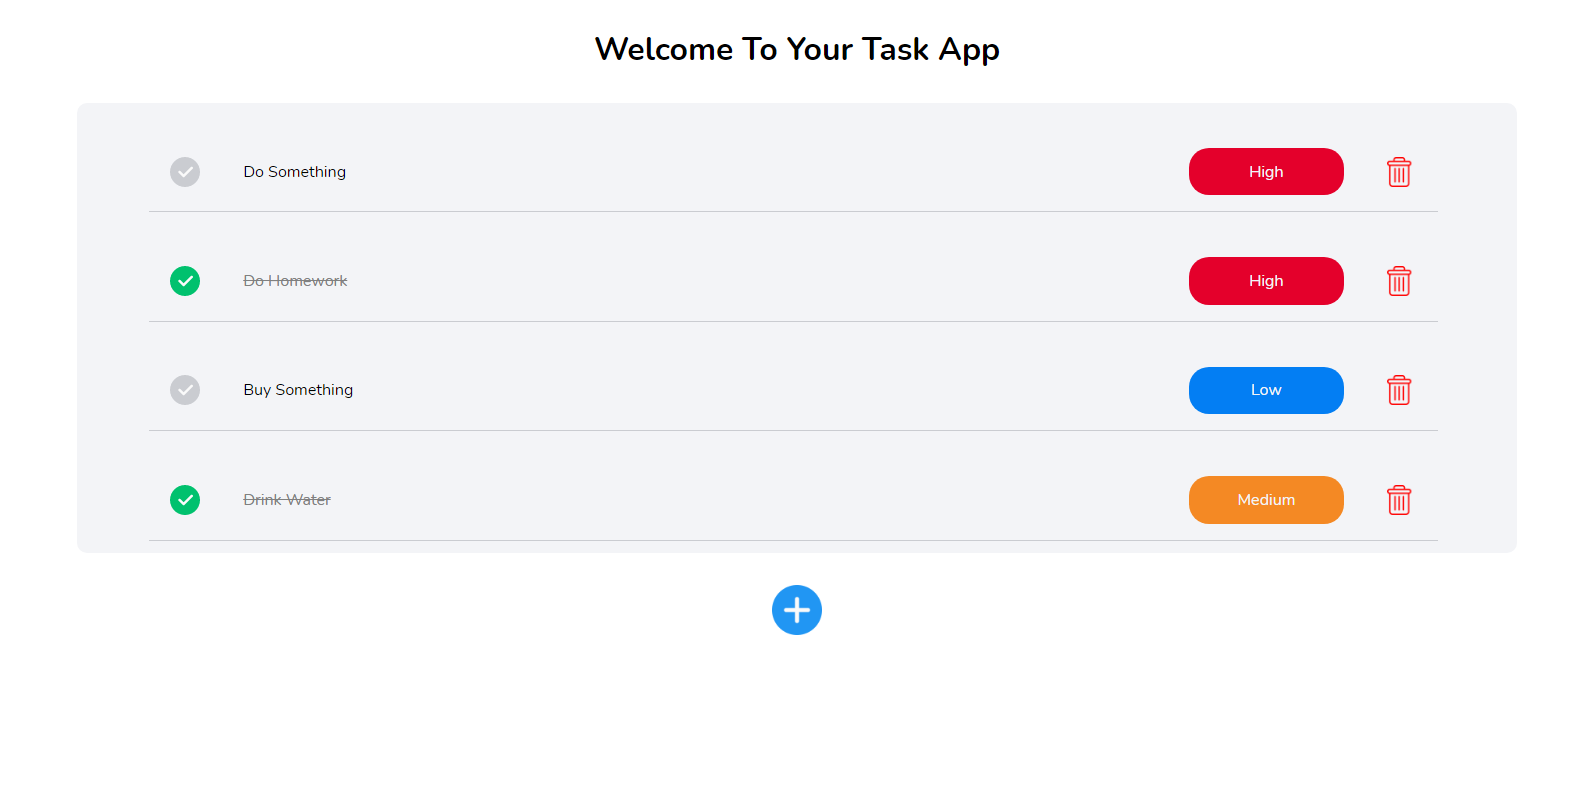 Welcome To Your Task App
Do Something High
Do Homework High
Buy Something Low
Drink Water Medium